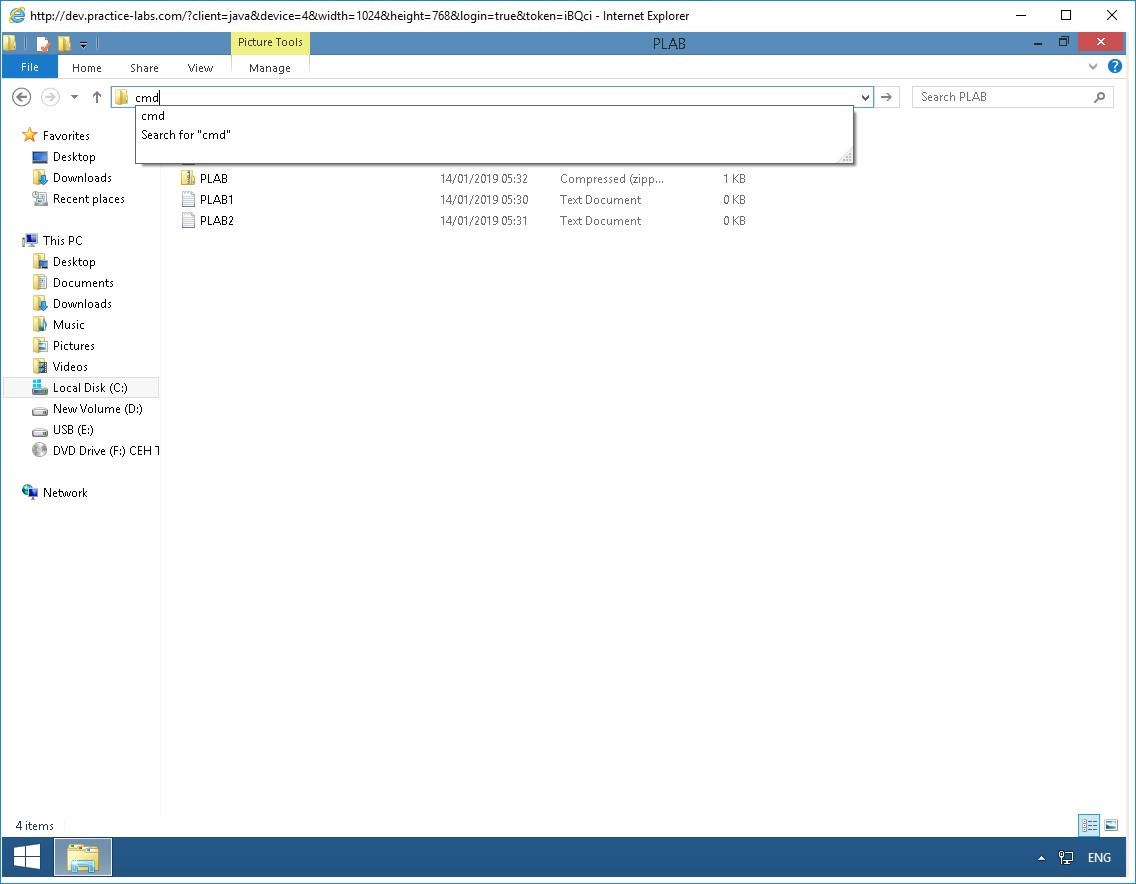 http://dev.practice-labs.com/?client=java&device=4&width=1024&height=768&login=true&token=iBQci - Internet Explorer
Picture Tools
PLAB
File
Home
Share
View
Manage
cmd
Search PLAB
cmd
Search for "cmd"
Favorites
Desktop
Downloads
Recent places
This PC
Desktop
Documents
Downloads
Music
Pictures
Videos
Local Disk (C:)
New Volume (D:)
USB (E:)
DVD Drive (F:) CEH T
Network
PLAB 14/01/2019 05:32 Compressed (zipp... 1 KB
PLAB1 14/01/2019 05:30 Text Document 0 KB
PLAB2 14/01/2019 05:31 Text Document 0 KB
4 items
ENG